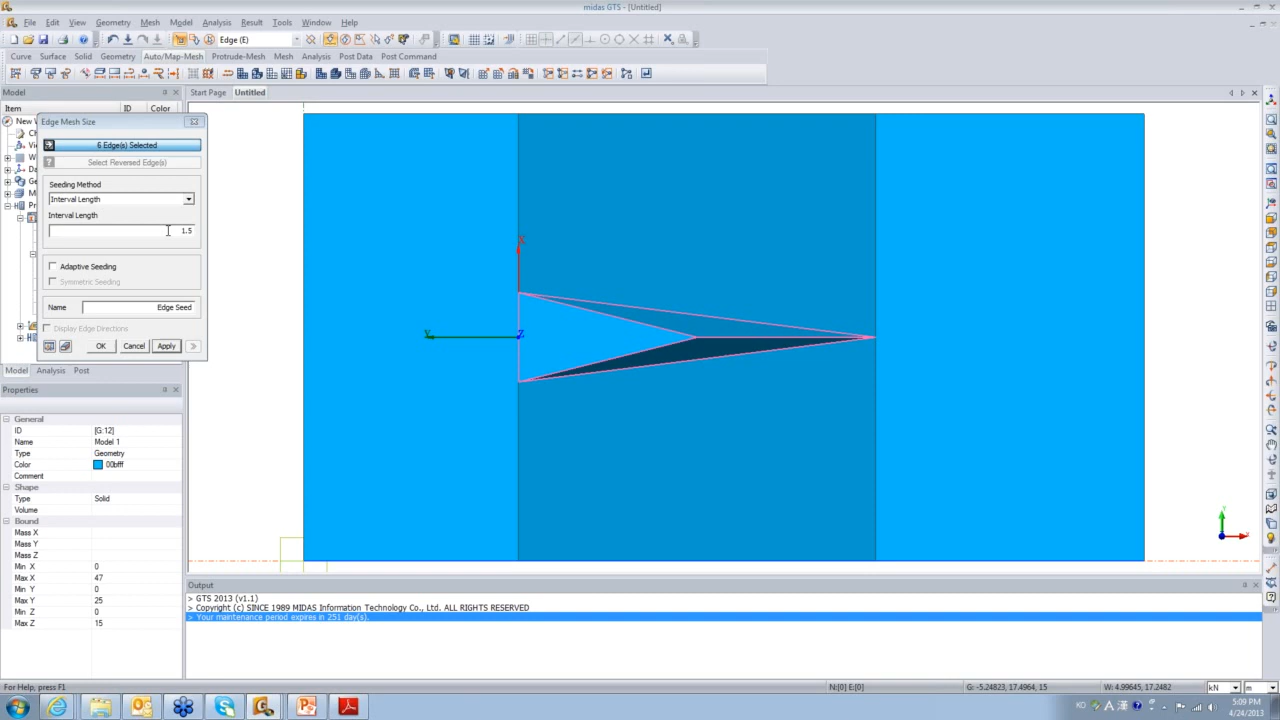 midas GTS - [Untitled]
File Edit View Geometry Mesh Model Analysis Result Tools Window Help
Edge (E)
Curve Surface Solid Geometry Auto/Map-Mesh Protrude-Mesh Mesh Analysis Post Data Post Command
Model
Start Page Untitled
Item ID Color
New W
Edge Mesh Size
6 Edge(s) Selected
Select Reversed Edge(s)
Seeding Method
Interval Length
Interval Length
1.5
Adaptive Seeding
Symmetric Seeding
Name Edge Seed
Display Edge Directions
OK Cancel Apply
Model Analysis Post
Properties
General
ID [G:12]
Name Model 1
Type Geometry
Color 00bfff
Comment
Shape
Type Solid
Volume
Bound
Mass X
Mass Y
Mass Z
Min X 0
Max X 47
Min Y 0
Max Y 25
Min Z 0
Max Z 15
X
Y
Z
Y
X
Output
> GTS 2013 (v1.1)
> Copyright (c) SINCE 1989 MIDAS Information Technology Co., Ltd. ALL RIGHTS RESERVED
> Your maintenance period expires in 251 day(s).
For Help, press F1
N:[0] E:[0]
G: -5.24823, 17.4964, 15
W: 4.99645, 17.2482
kN
m
KO
A 漢
5:09 PM
4/24/2013